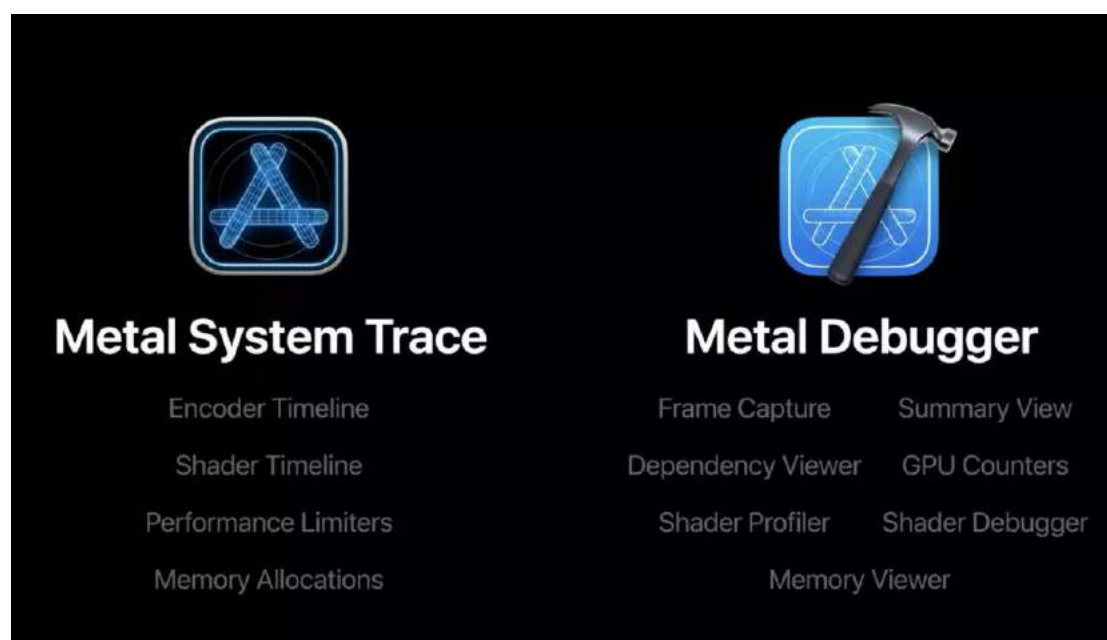 Metal System Trace
Encoder Timeline
Shader Timeline
Performance Limiters
Memory Allocations
Metal Debugger
Frame Capture Summary View
Dependency Viewer GPU Counters
Shader Profiler Shader Debugger
Memory Viewer